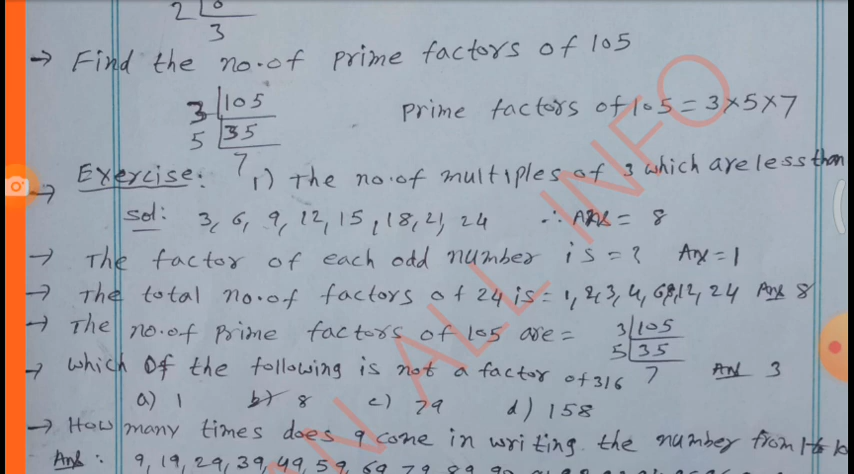 2
3
→ Find the no.of prime factors of 105
3 105 Prime factors of 105 = 3×5×7
5 35
7
→ Exercise: 1) The no.of multiples of 3 which are less than
Sol: 3, 6, 9, 12, 15, 18, 21, 24 ∴ Ans = 8
→ The factor of each odd number is = ? Ans = 1
→ The total no.of factors of 24 is = 1, 2, 3, 4, 6, 8, 12, 24 Ans 8
→ The no.of Prime factors of 105 are = 3 105
5 35
7 Ans 3
→ Which Of the following is not a factor of 316
a) 1 b) 8 c) 79 d) 158
→ How many times does 9 come in writing the number from 1 to
Ans: 9, 19, 29, 39, 49, 59, 69, 79, 89
ALL INFO